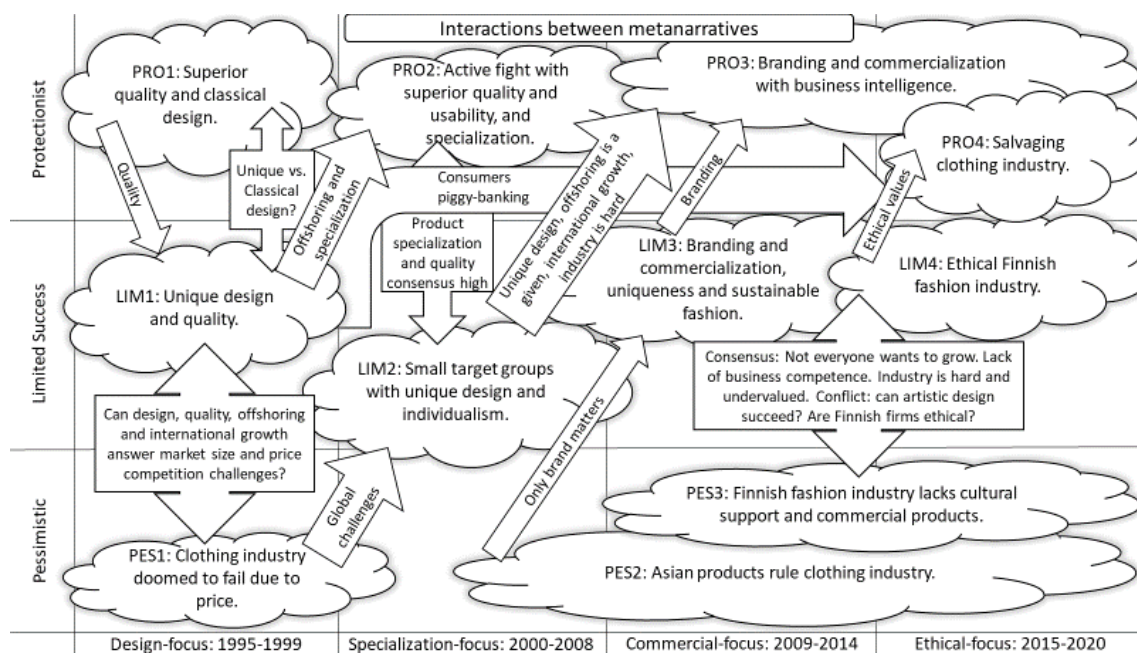 Interactions between metanarratives
Protectionist
PRO1: Superior
quality and classical
design.
PRO2: Active fight with
superior quality and
usability, and
specialization.
PRO3: Branding and commercialization
with business intelligence.
PRO4: Salvaging
clothing industry.
Quality
Unique vs.
Classical
design?
Offshoring and
specialization
Consumers
piggy-banking
Product
specialization
and quality
consensus high
Unique design, offshoring is a
given, international growth,
industry is hard
Branding
Ethical values
Limited Success
LIM1: Unique design
and quality.
LIM2: Small target groups
with unique design and
individualism.
LIM3: Branding and
commercialization,
uniqueness and sustainable
fashion.
LIM4: Ethical Finnish
fashion industry.
Can design, quality, offshoring
and international growth
answer market size and price
competition challenges?
Global
challenges
Only brand matters
Consensus: Not everyone wants to grow. Lack
of business competence. Industry is hard and
undervalued. Conflict: can artistic design
succeed? Are Finnish firms ethical?
Pessimistic
PES1: Clothing industry
doomed to fail due to
price.
PES3: Finnish fashion industry lacks cultural
support and commercial products.
PES2: Asian products rule clothing industry.
Design-focus: 1995-1999
Specialization-focus: 2000-2008
Commercial-focus: 2009-2014
Ethical-focus: 2015-2020